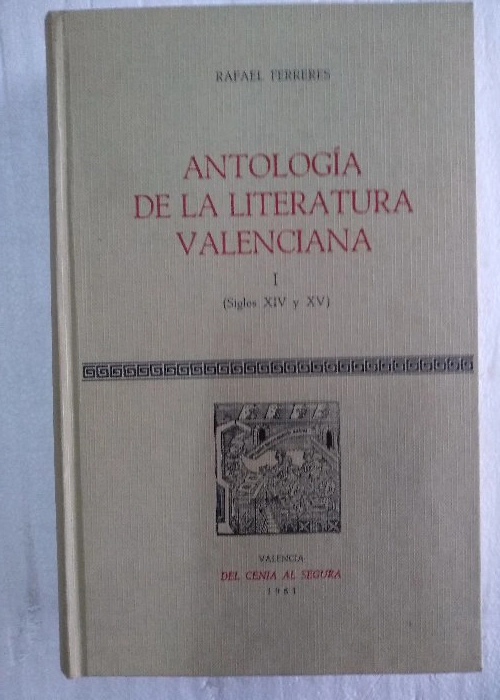 RAFAEL FERRERES
ANTOLOGÍA
DE LA LITERATURA
VALENCIANA
I
(Siglos XIV y XV)
VALENCIA
DEL CENIA AL SEGURA
1981